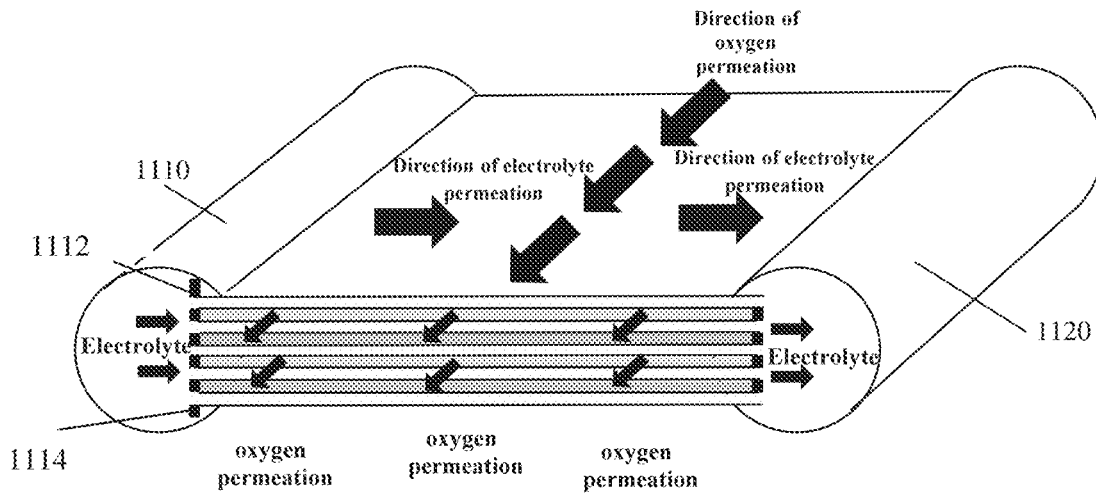 Direction of
oxygen
permeation
Direction of electrolyte
permeation
Direction of electrolyte
permeation
1110
1112
Electrolyte
Electrolyte
1120
1114
oxygen
permeation
oxygen
permeation
oxygen
permeation